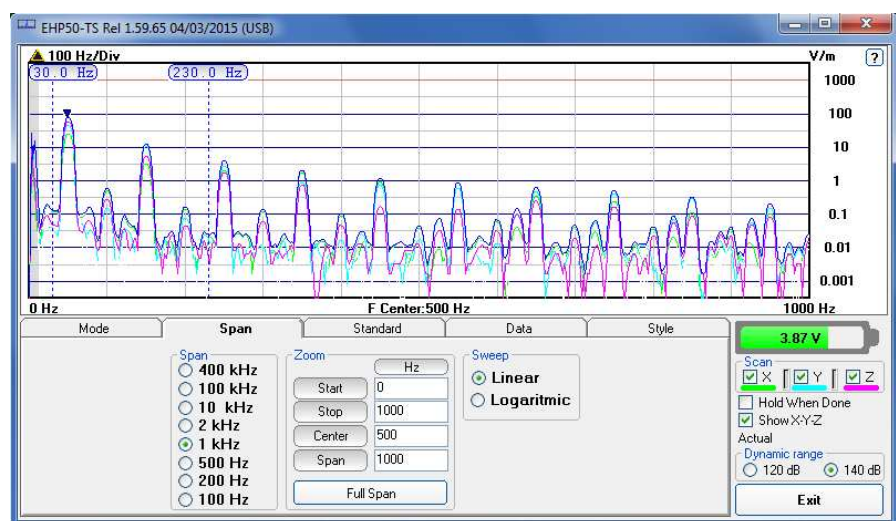 EHP50-TS Rel 1.59.65 04/03/2015 (USB)
100 Hz/Div
V/m
?
30.0 Hz
230.0 Hz
1000
100
10
1
0.1
0.01
0.001
0 Hz
F Center:500 Hz
1000 Hz
Mode
Span
Standard
Data
Style
Span
400 kHz
100 kHz
10 kHz
2 kHz
1 kHz
500 Hz
200 Hz
100 Hz
Zoom
Hz
Start
0
Stop
1000
Center
500
Span
1000
Full Span
Sweep
Linear
Logaritmic
3.87 V
Scan
X
Y
Z
Hold When Done
Show X-Y-Z
Actual
Dynamic range
120 dB
140 dB
Exit